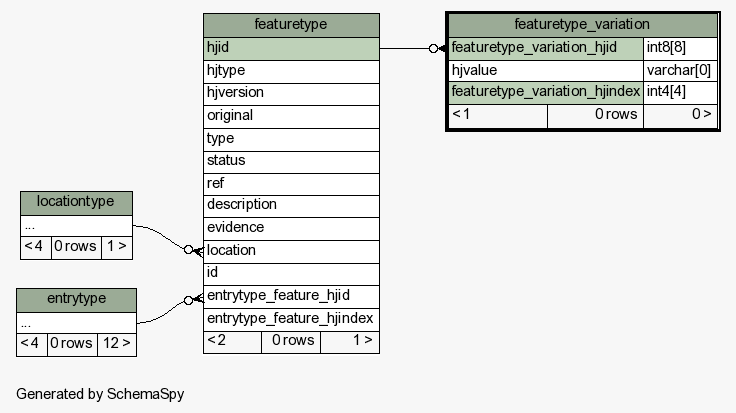 featuretype
hjid
hjtype
hjversion
original
type
status
ref
description
evidence
location
id
entrytype_feature_hjid
entrytype_feature_hjindex
< 2 0 rows 1 >
featuretype_variation
featuretype_variation_hjid int8[8]
hjvalue varchar[0]
featuretype_variation_hjindex int4[4]
< 1 0 rows 0 >
locationtype
...
< 4 0 rows 1 >
entrytype
...
< 4 0 rows 12 >
Generated by SchemaSpy